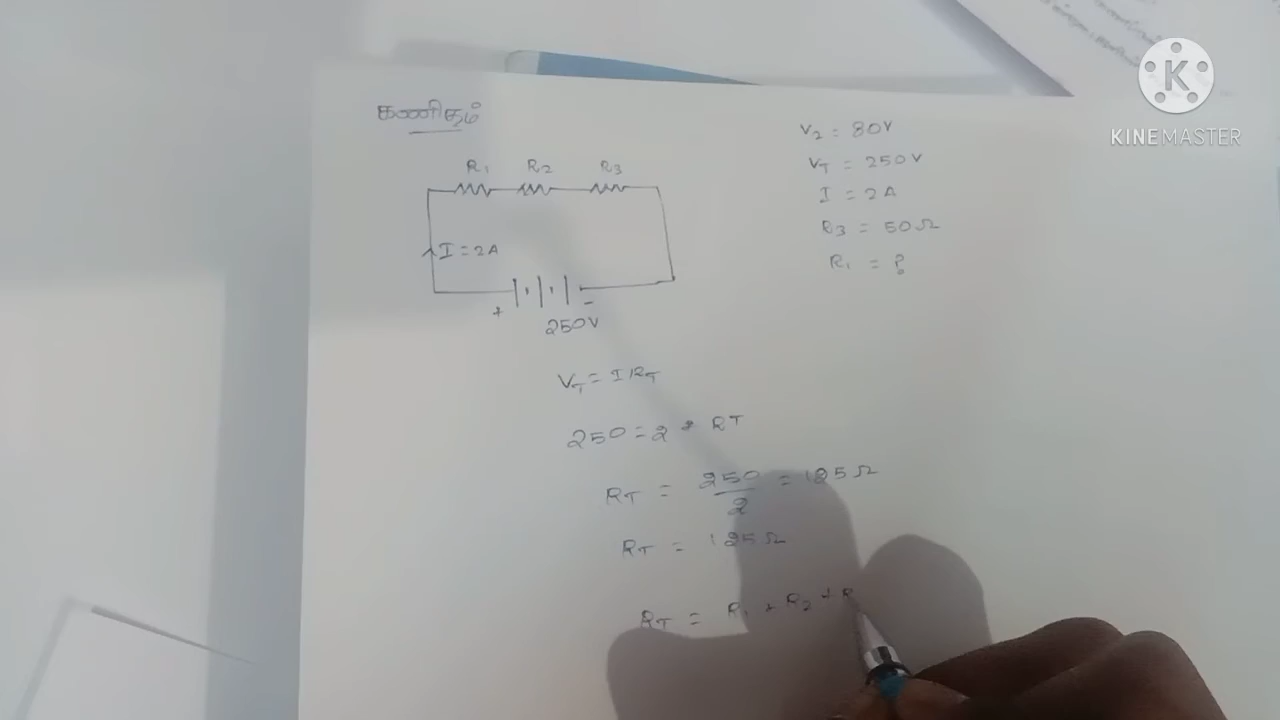 கணிதம்
R1 R2 R3
I = 2A
+ −
250V
V2 = 80V
VT = 250V
I = 2A
R3 = 50Ω
R1 = ?
VT = IRT
250 = 2 * RT
RT = 250/2 = 125Ω
RT = 125Ω
RT = R1 + R2 + R
K
KINEMASTER